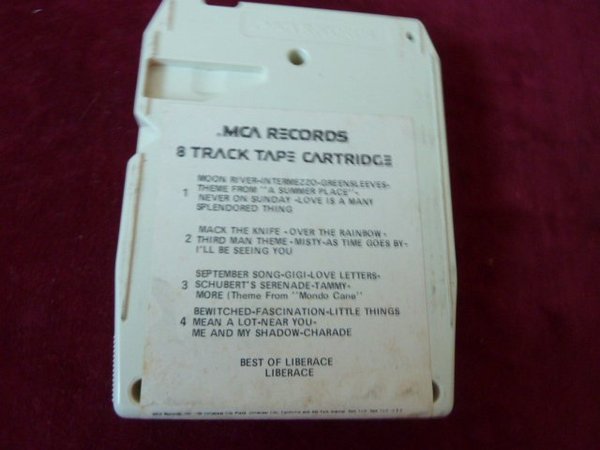 MCA RECORDS
8 TRACK TAPE CARTRIDGE
MOON RIVER-INTERMEZZO-GREENSLEEVES-
1 THEME FROM "A SUMMER PLACE"-
NEVER ON SUNDAY-LOVE IS A MANY
SPLENDORED THING
MACK THE KNIFE - OVER THE RAINBOW-
2 THIRD MAN THEME - MISTY-AS TIME GOES BY-
I'LL BE SEEING YOU
SEPTEMBER SONG-GIGI-LOVE LETTERS-
3 SCHUBERT'S SERENADE-TAMMY-
MORE (Theme From "Mondo Cane"
BEWITCHED-FASCINATION-LITTLE THINGS
4 MEAN A LOT-NEAR YOU-
ME AND MY SHADOW-CHARADE
BEST OF LIBERACE
LIBERACE